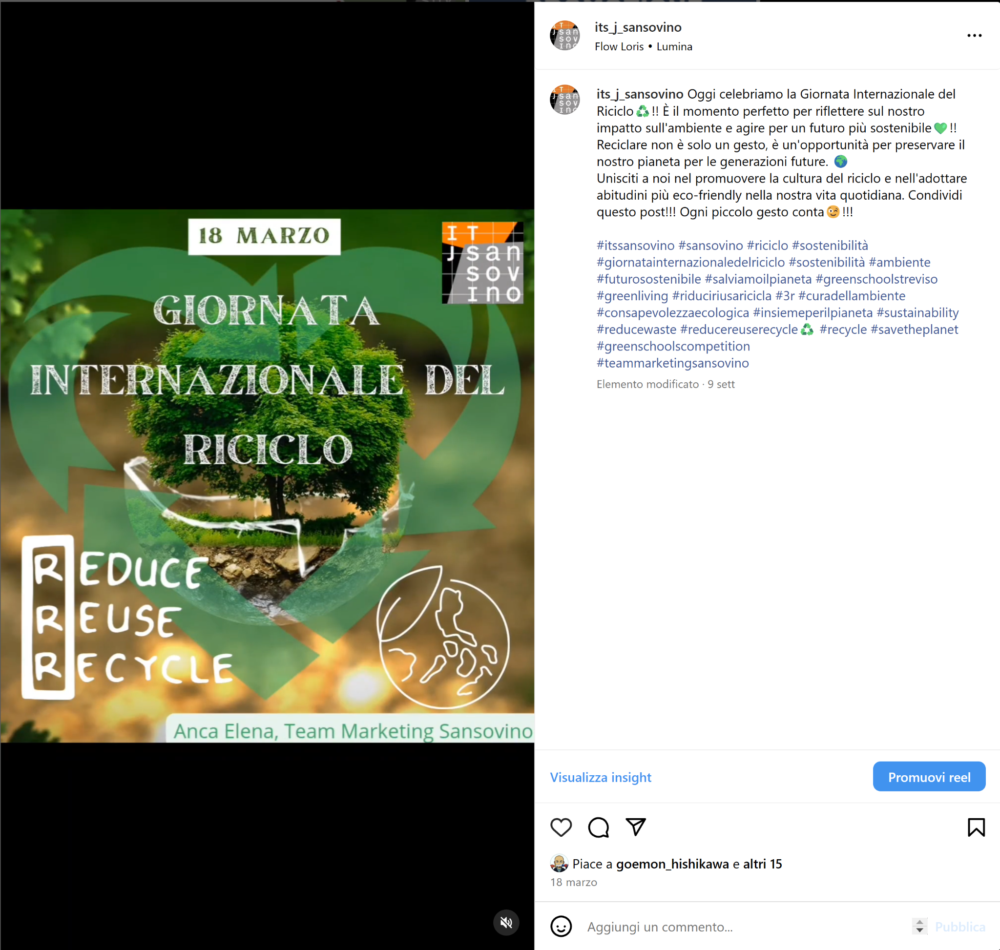 18 MARZO
IT
jsan
sov
ino
GIORNATA
INTERNAZIONALE DEL
RICICLO
REDUCE
REUSE
RECYCLE
Anca Elena, Team Marketing Sansovino
its_j_sansovino
Flow Loris • Lumina
its_j_sansovino Oggi celebriamo la Giornata Internazionale del
Riciclo♻️!! È il momento perfetto per riflettere sul nostro
impatto sull'ambiente e agire per un futuro più sostenibile💚!!
Reciclare non è solo un gesto, è un'opportunità per preservare il
nostro pianeta per le generazioni future. 🌍
Unisciti a noi nel promuovere la cultura del riciclo e nell'adottare
abitudini più eco-friendly nella nostra vita quotidiana. Condividi
questo post!!! Ogni piccolo gesto conta😉!!!
#itssansovino #sansovino #riciclo #sostenibilità
#giornatainternazionaledelriciclo #sostenibilità #ambiente
#futurosostenibile #salviamoilpianeta #greenschoolstreviso
#greenliving #riduciriusaricicla #3r #curadellambiente
#consapevolezzaecologica #insiemeperilpianeta #sustainability
#reducewaste #reducereuserecycle♻️ #recycle #savetheplanet
#greenschoolscompetition
#teammarketingsansovino
Elemento modificato · 9 sett
Visualizza insight
Promuovi reel
Piace a goemon_hishikawa e altri 15
18 marzo
Aggiungi un commento...
Pubblica